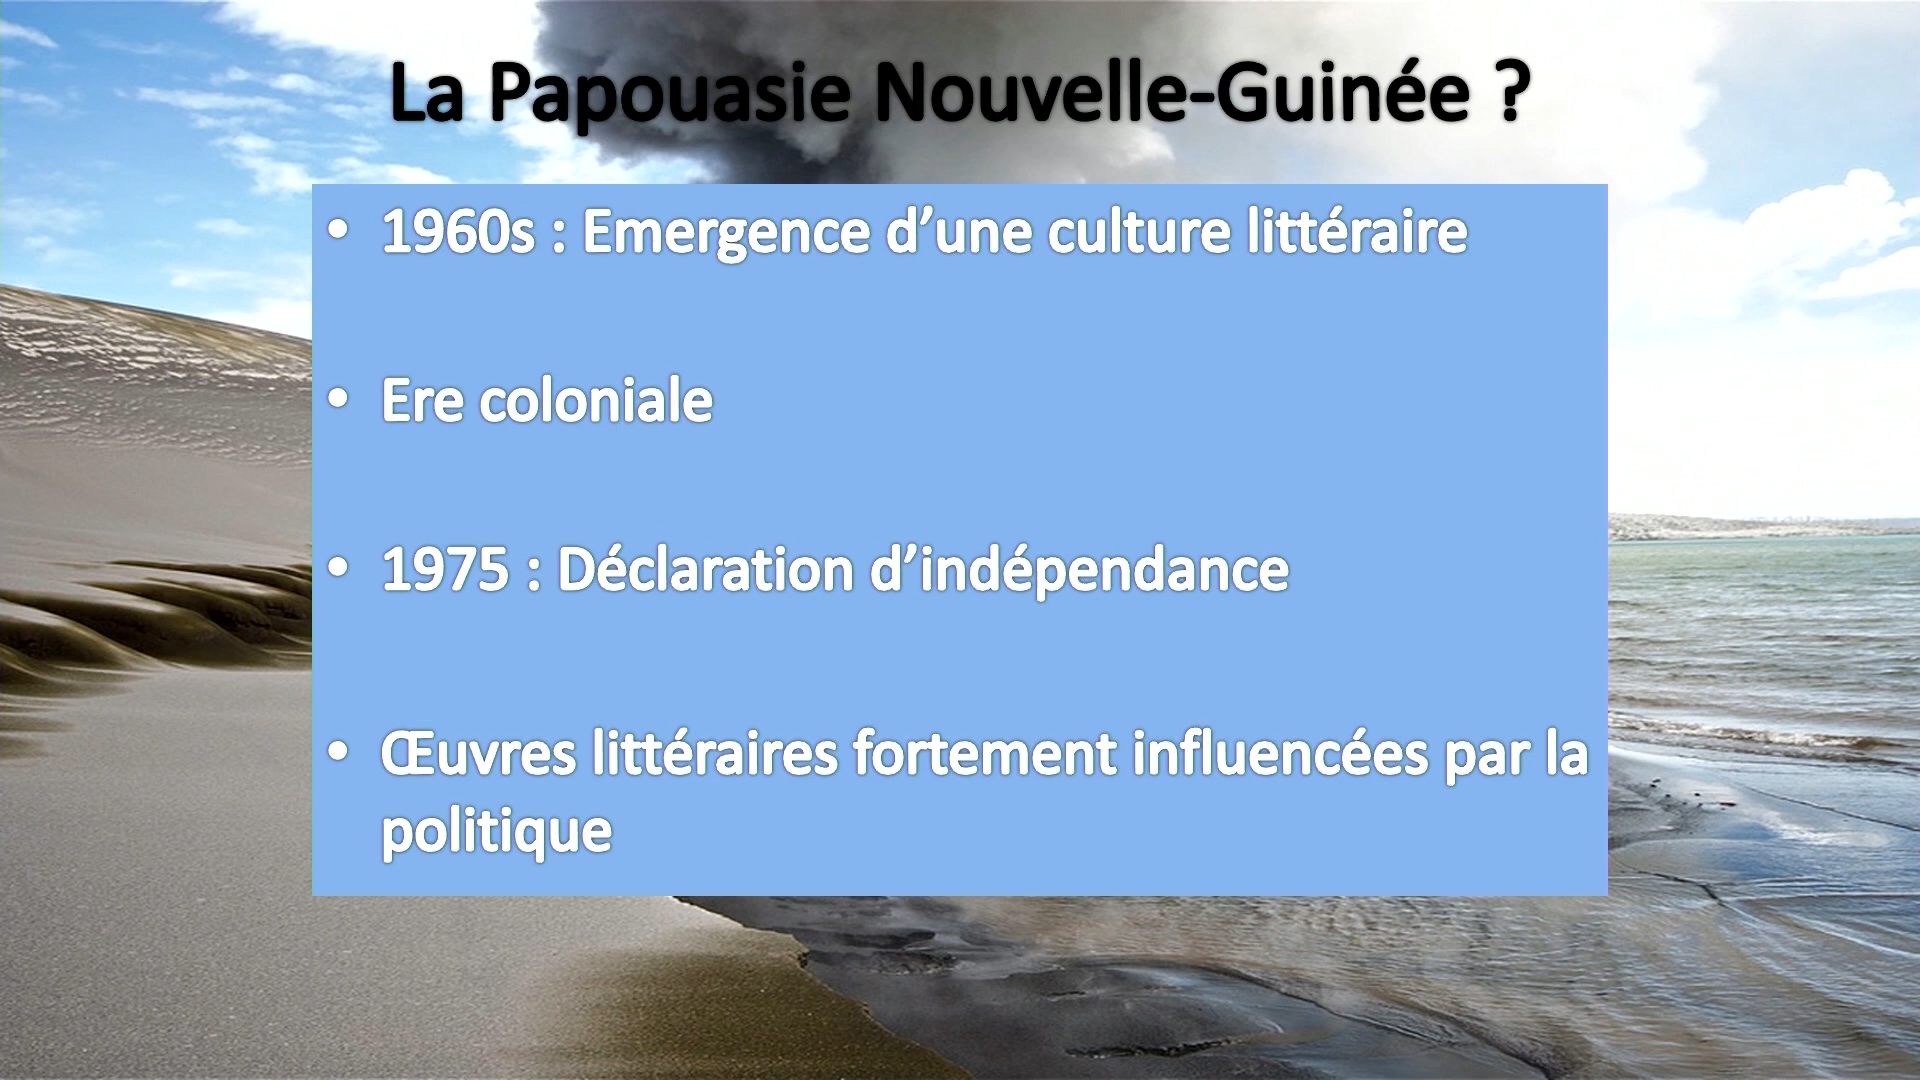 La Papouasie Nouvelle-Guinée ?
• 1960s : Emergence d’une culture littéraire
• Ere coloniale
• 1975 : Déclaration d’indépendance
• Œuvres littéraires fortement influencées par la
politique